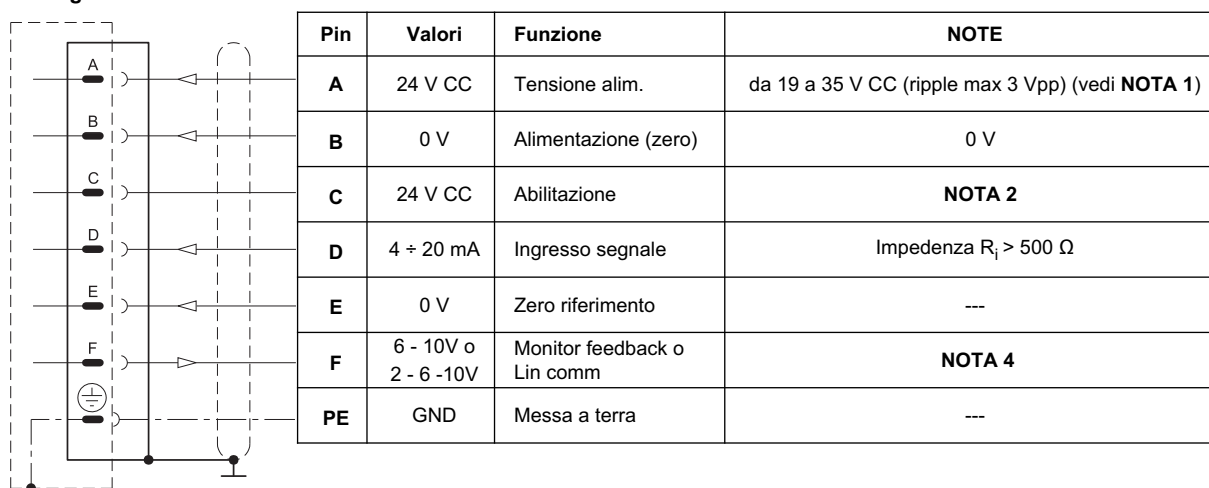 Pin Valori Funzione NOTE
A
A 24 V CC Tensione alim. da 19 a 35 V CC (ripple max 3 Vpp) (vedi NOTA 1)
B
B 0 V Alimentazione (zero) 0 V
C
C 24 V CC Abilitazione NOTA 2
D
D 4 ÷ 20 mA Ingresso segnale Impedenza Ri > 500 Ω
E
E 0 V Zero riferimento ---
F
F 6 - 10V o 2 - 6 -10V Monitor feedback o Lin comm NOTA 4
PE GND Messa a terra ---